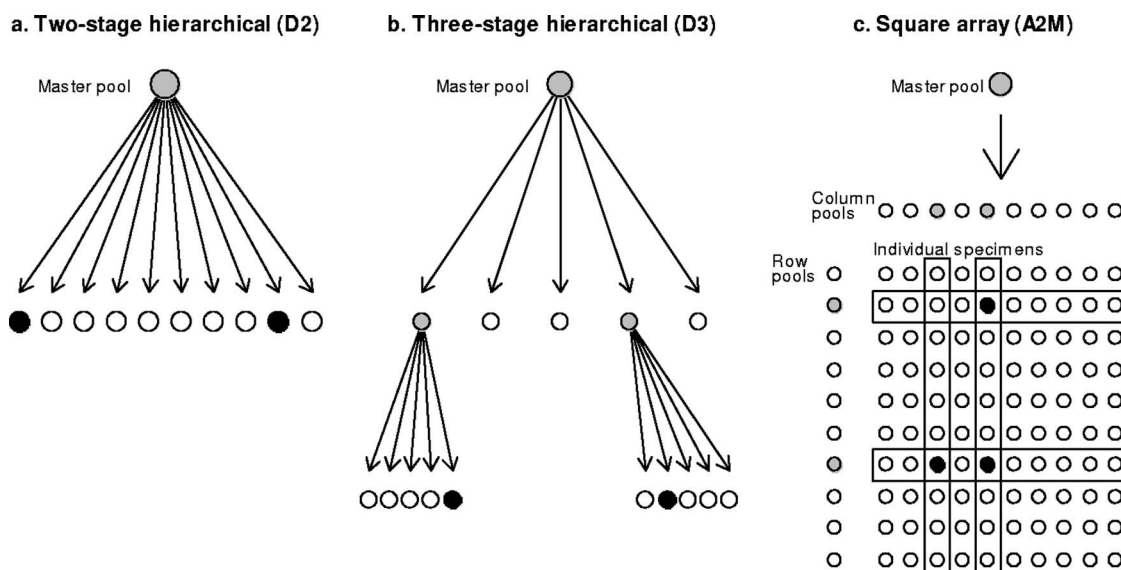 a. Two-stage hierarchical (D2)
Master pool
b. Three-stage hierarchical (D3)
Master pool
c. Square array (A2M)
Master pool
Column
pools
Individual specimens
Row
pools